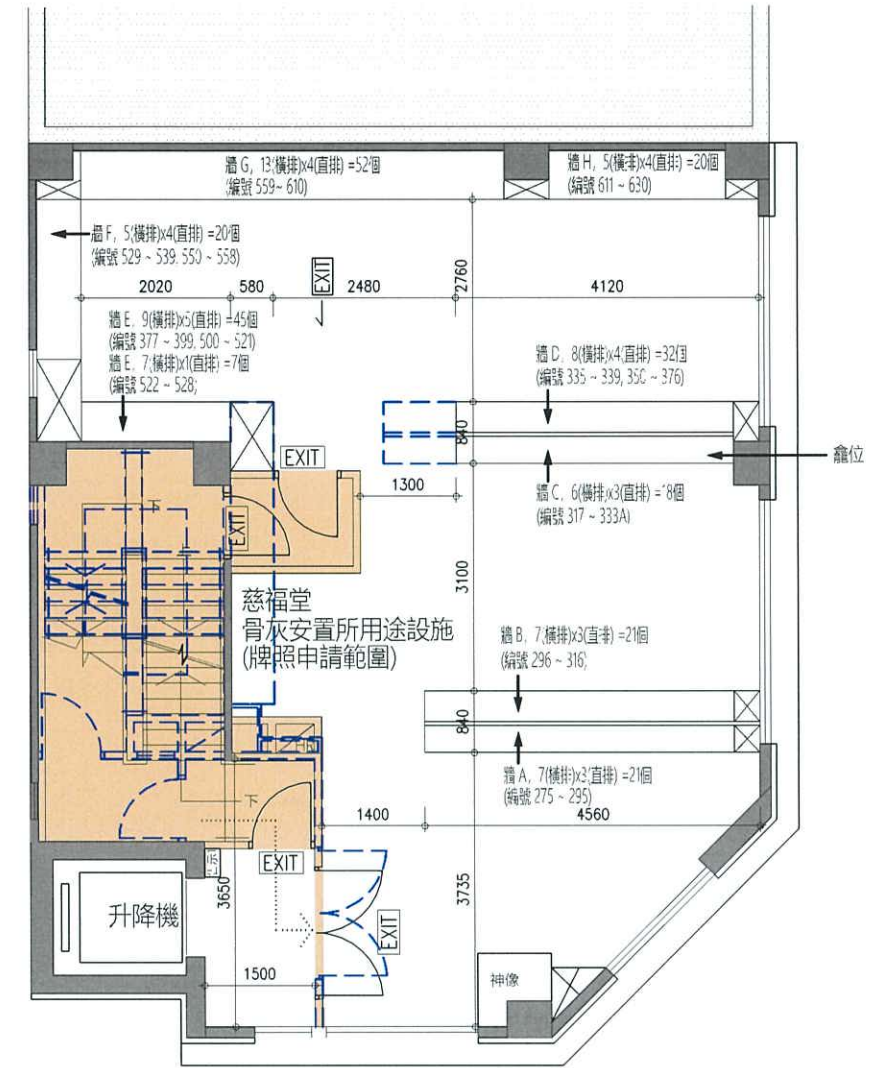 牆 G, 13(橫排)x4(直排) =52個
(編號 559~ 610)
牆 H, 5(橫排)x4(直排) =20個
(編號 611 ~ 630)
牆 F, 5(橫排)x4(直排) =20個
(編號 529 ~ 539, 550 ~ 558)
2020
580
EXIT
2480
2760
4120
牆 E, 9(橫排)x5(直排) =45個
(編號 377 ~ 399, 500 ~ 521)
牆 E, 7(橫排)x1(直排) =7個
(編號 522 ~ 528)
牆 D, 8(橫排)x4(直排) =32個
(編號 335 ~ 339, 350 ~ 376)
840
EXIT
龕位
1300
牆 C, 6(橫排)x3(直排) =18個
(編號 317 ~ 333A)
EXIT
下
3100
慈福堂
骨灰安置所用途設施
(牌照申請範圍)
牆 B, 7(橫排)x3(直排) =21個
(編號 296 ~ 316)
840
牆 A, 7(橫排)x3(直排) =21個
(編號 275 ~ 295)
下
1400
4560
EXIT
3650
3735
升降機
EXIT
1500
神像